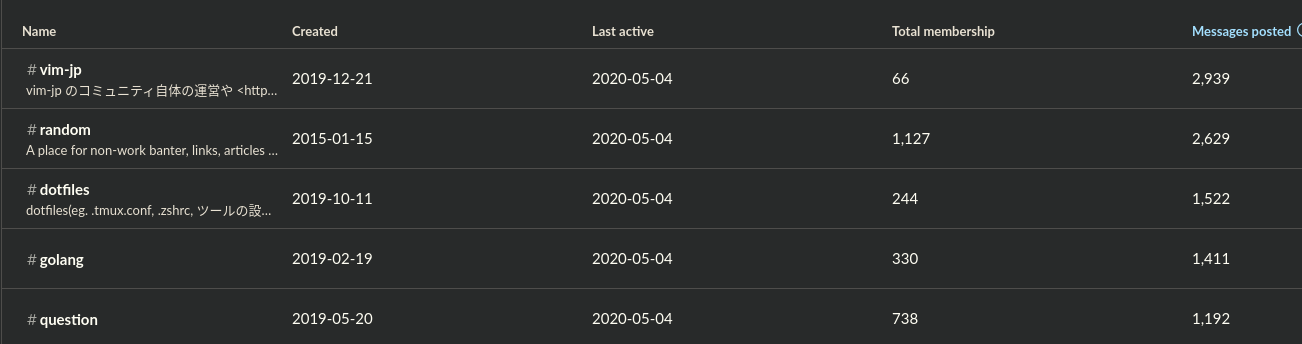 Name Created Last active Total membership Messages posted
# vim-jp
2019-12-21 2020-05-04 66 2,939
vim-jp のコミュニティ自体の運営や <http...
# random
2015-01-15 2020-05-04 1,127 2,629
A place for non-work banter, links, articles ...
# dotfiles
2019-10-11 2020-05-04 244 1,522
dotfiles(eg. .tmux.conf, .zshrc, ツールの設...
# golang 2019-02-19 2020-05-04 330 1,411
# question 2019-05-20 2020-05-04 738 1,192